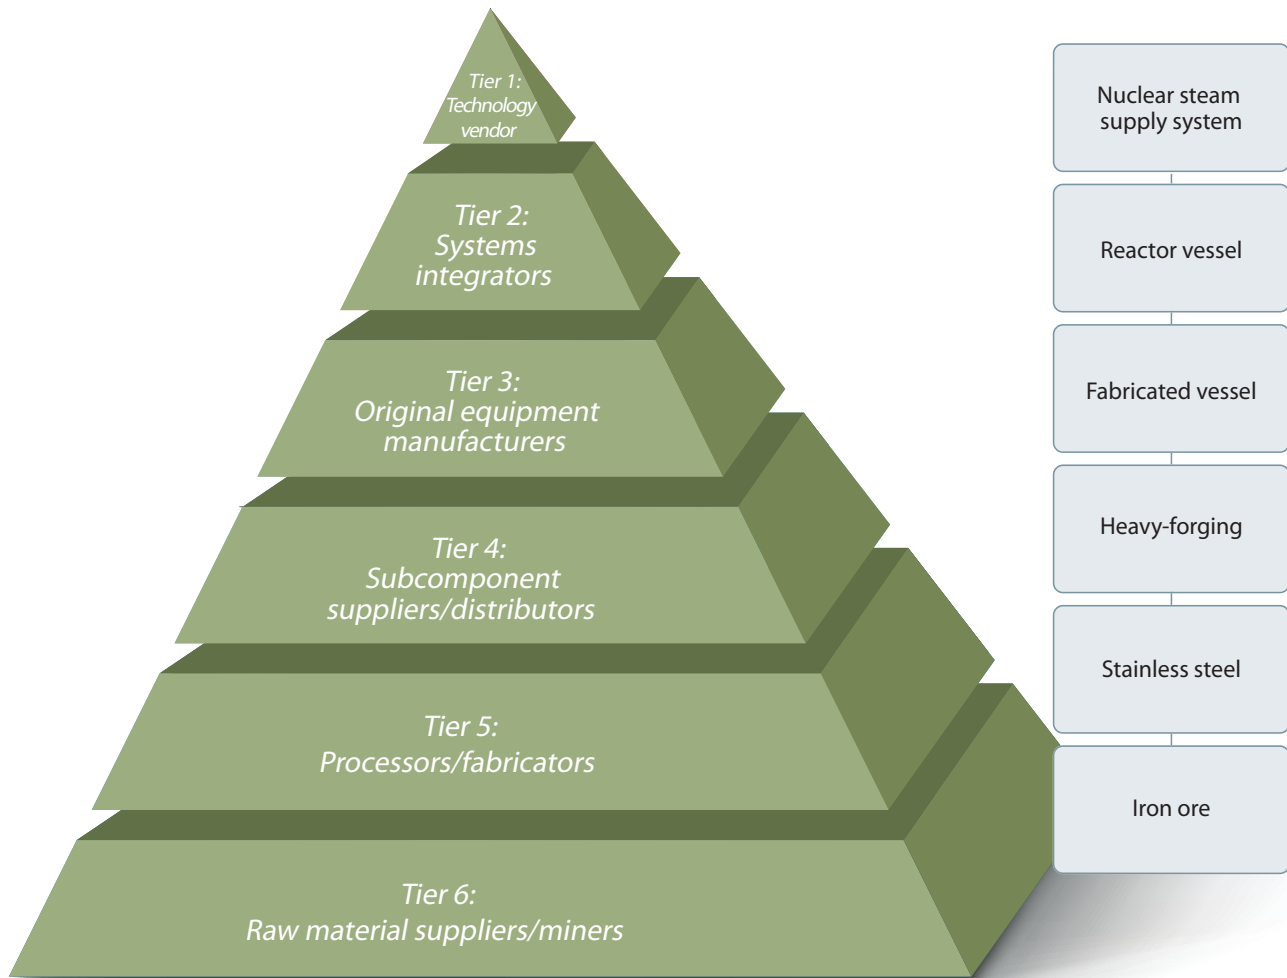 Tier 1:
Technology
vendor
Tier 2:
Systems
integrators
Tier 3:
Original equipment
manufacturers
Tier 4:
Subcomponent
suppliers/distributors
Tier 5:
Processors/fabricators
Tier 6:
Raw material suppliers/miners
Nuclear steam
supply system
Reactor vessel
Fabricated vessel
Heavy-forging
Stainless steel
Iron ore